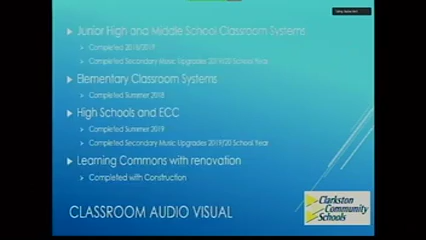 Junior High and Middle School Classroom Systems
Completed 2018/2019
Completed Secondary Music Upgrades 2019/20 School Year
Elementary Classroom Systems
Completed Summer 2018
High Schools and ECC
Completed Summer 2019
Completed Secondary Music Upgrades 2019/20 School Year
Learning Commons with renovation
Completed with Construction
CLASSROOM AUDIO VISUAL
Clarkston
Community
Schools